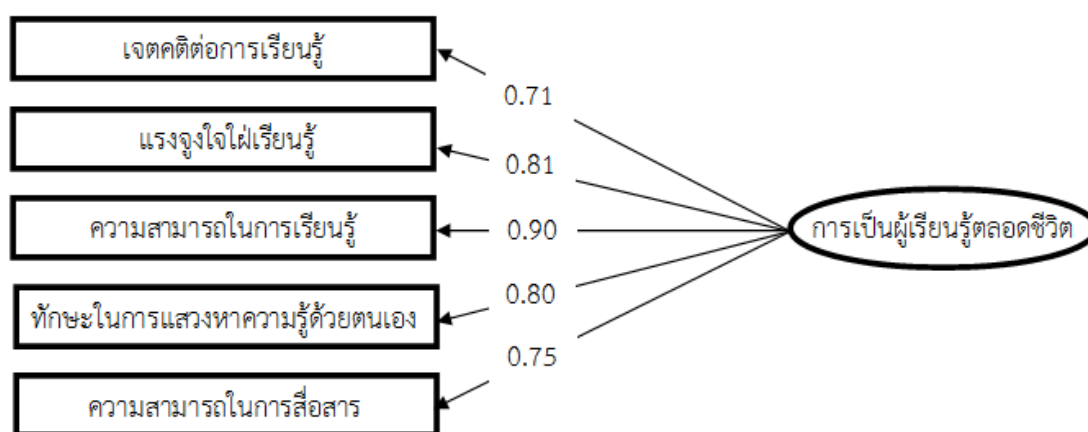 เจตคติต่อการเรียนรู้
0.71
แรงจูงใจใฝ่เรียนรู้
0.81
ความสามารถในการเรียนรู้
0.90
การเป็นผู้เรียนรู้ตลอดชีวิต
ทักษะในการแสวงหาความรู้ด้วยตนเอง
0.80
0.75
ความสามารถในการสื่อสาร